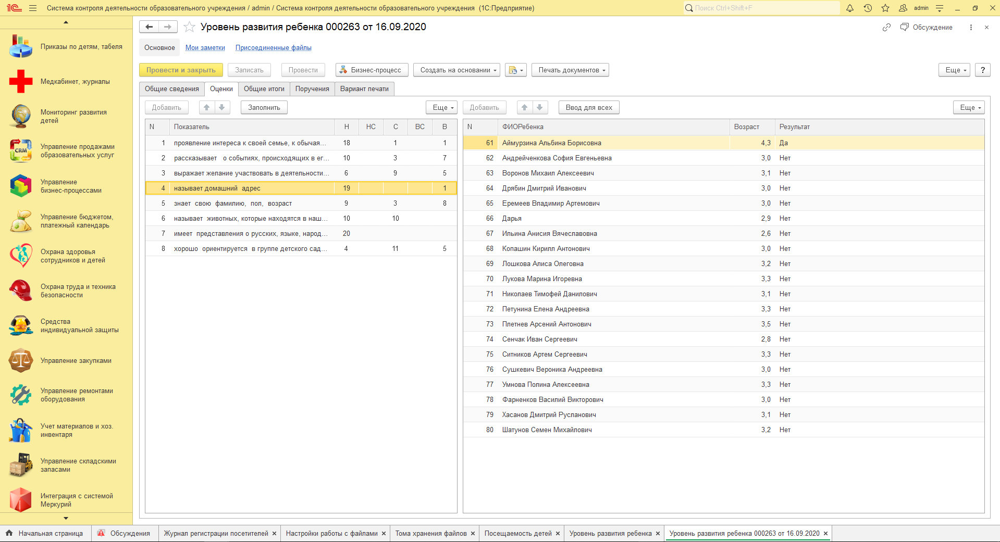 1С Система контроля деятельности образовательного учреждения / admin / Система контроля деятельности образовательного учреждения (1С:Предприятие)
Поиск Ctrl+Shift+F
admin
Приказы по детям, табеля
Медкабинет, журналы
Мониторинг развития
детей
SALES
CRM
Управление продажами
образовательных услуг
Управление
бизнес-процессами
Управление бюджетом,
платежный календарь
Охрана здоровья
сотрудников и детей
Охрана труда и техника
безопасности
Средства
индивидуальной защиты
Управление закупками
Управление ремонтами
оборудования
Учет материалов и хоз.
инвентаря
Управление складскими
запасами
Интеграция с системой
Меркурий
Уровень развития ребенка 000263 от 16.09.2020
Обсуждение
Основное Мои заметки Присоединенные файлы
Провести и закрыть Записать Провести Бизнес-процесс Создать на основании Печать документов Еще ?
Общие сведения Оценки Общие итоги Поручения Вариант печати
Добавить Заполнить Еще
N Показатель Н НС С ВС В
1 проявление интереса к своей семье, к обычая... 18 1 1
2 рассказывает о событиях, происходящих в ег... 10 3 7
3 выражает желание участвовать в деятельности... 6 9 5
4 называет домашний адрес 19 1
5 знает свою фамилию, пол, возраст 9 3 8
6 называет животных, которые находятся в наш... 10 10
7 имеет представления о русских, языке, народ... 20
8 хорошо ориентируется в группе детского сад... 4 11 5
Добавить Ввод для всех Еще
N ФИОРебенка Возраст Результат
61 Аймурзина Альбина Борисовна 4,3 Да
62 Андрейченкова София Евгеньевна 3,0 Нет
63 Воронов Михаил Алексеевич 3,1 Нет
64 Дрябин Дмитрий Иванович 3,0 Нет
65 Еремеев Владимир Артемович 3,0 Нет
66 Дарья 2,9 Нет
67 Ильина Анисия Вячеславовна 2,6 Нет
68 Копашин Кирилл Антонович 3,0 Нет
69 Лошкова Алиса Олеговна 3,2 Нет
70 Лукова Марина Игоревна 3,3 Нет
71 Николаев Тимофей Данилович 3,1 Нет
72 Петунина Елена Андреевна 3,3 Нет
73 Плетнев Арсений Антонович 3,5 Нет
74 Сенчак Иван Сергеевич 2,8 Нет
75 Ситников Артем Сергеевич 3,3 Нет
76 Сушкевич Вероника Андреевна 3,0 Нет
77 Умнова Полина Алексеевна 3,3 Нет
78 Фарненков Василий Викторович 3,0 Нет
79 Хасанов Дмитрий Русланович 3,1 Нет
80 Шатунов Семен Михайлович 3,2 Нет
Начальная страница Обсуждения Журнал регистрации посетителей Настройки работы с файлами Тома хранения файлов Посещаемость детей Уровень развития ребенка Уровень развития ребенка 000263 от 16.09.2020